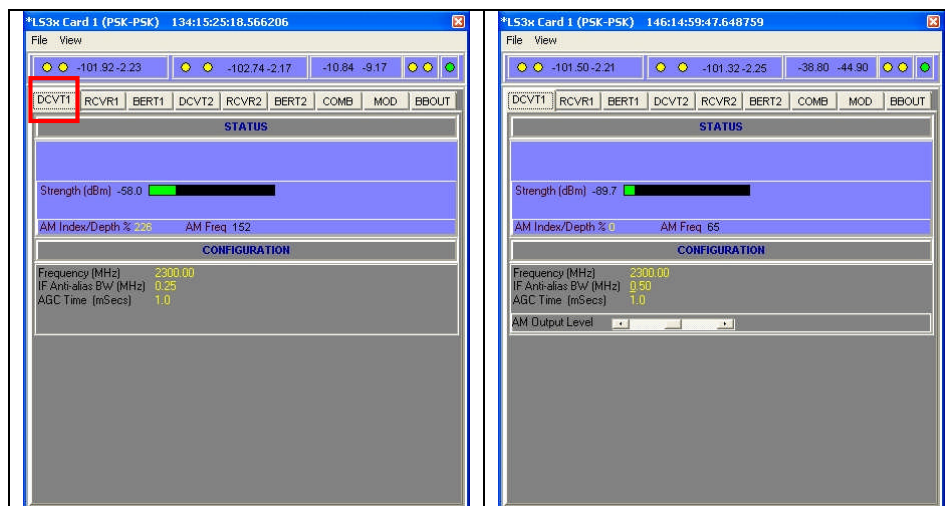 *LS3x Card 1 (PSK-PSK) 134:15:25:18.566206
File View
-101.92 -2.23 -102.74 -2.17 -10.84 -9.17
DCVT1 RCVR1 BERT1 DCVT2 RCVR2 BERT2 COMB MOD BBOUT
STATUS
Strength (dBm) -58.0
AM Index/Depth % 226 AM Freq 152
CONFIGURATION
Frequency (MHz) 2300.00
IF Anti-alias BW (MHz) 0.25
AGC Time (mSecs) 1.0
*LS3x Card 1 (PSK-PSK) 146:14:59:47.648759
File View
-101.50 -2.21 -101.32 -2.25 -38.80 -44.90
DCVT1 RCVR1 BERT1 DCVT2 RCVR2 BERT2 COMB MOD BBOUT
STATUS
Strength (dBm) -89.7
AM Index/Depth % 0 AM Freq 65
CONFIGURATION
Frequency (MHz) 2300.00
IF Anti-alias BW (MHz) 0.50
AGC Time (mSecs) 1.0
AM Output Level